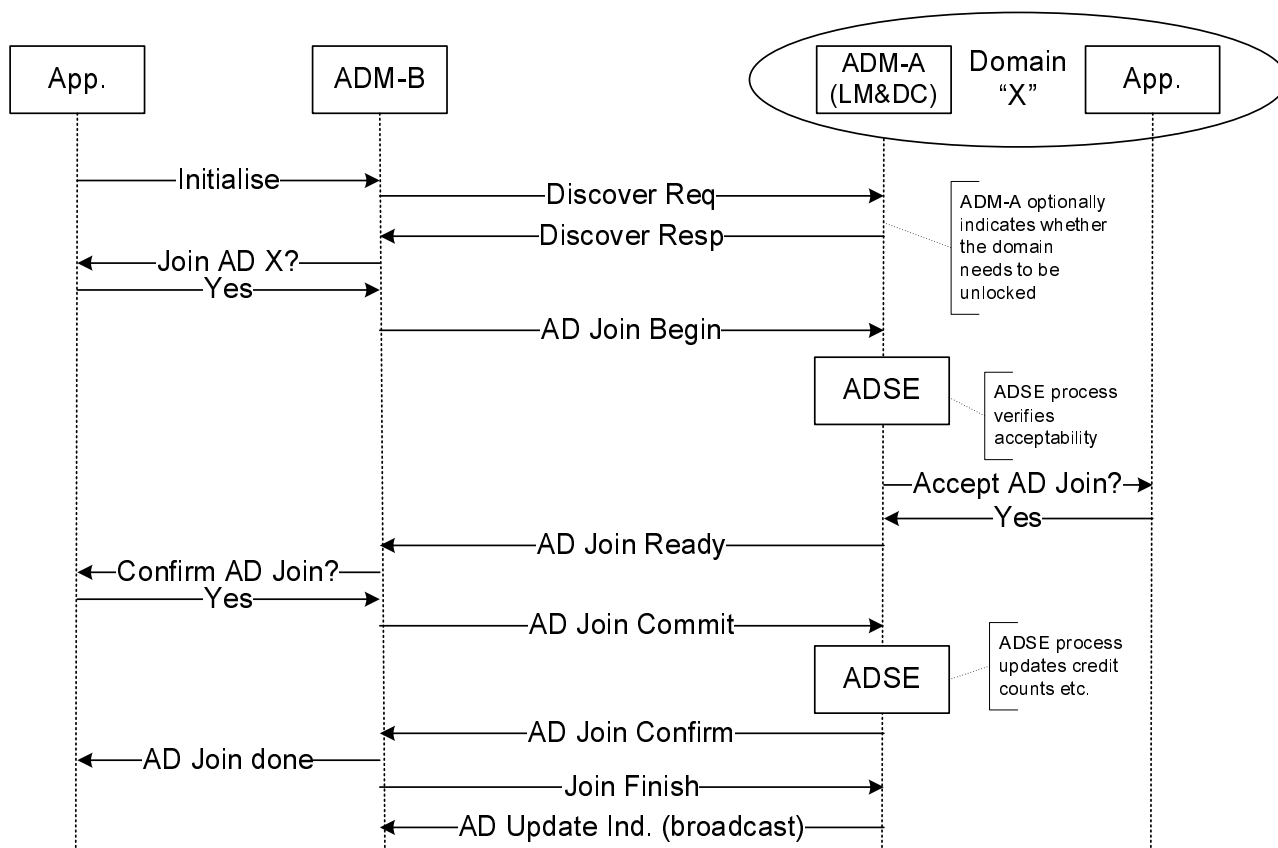 App.
ADM-B
ADM-A
(LM&DC)
Domain
“X”
App.
Initialise
Discover Req
ADM-A optionally
indicates whether
the domain
needs to be
unlocked
Discover Resp
Join AD X?
Yes
AD Join Begin
ADSE
ADSE process
verifies
acceptability
Accept AD Join?
Yes
AD Join Ready
Confirm AD Join?
Yes
AD Join Commit
ADSE
ADSE process
updates credit
counts etc.
AD Join Confirm
AD Join done
Join Finish
AD Update Ind. (broadcast)